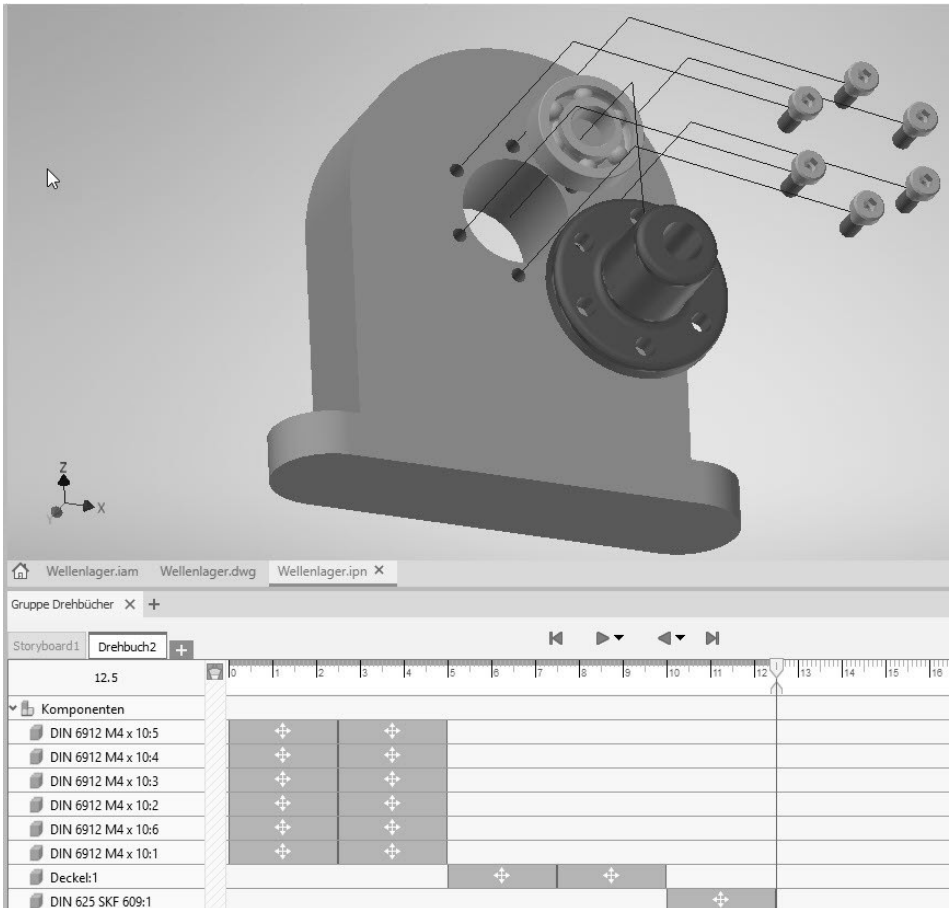 Z
X
Y
Wellenlager.iam Wellenlager.dwg Wellenlager.ipn
Gruppe Drehbücher
Storyboard1 Drehbuch2
12.5 0 1 2 3 4 5 6 7 8 9 10 11 12 13 14 15 16
Komponenten
DIN 6912 M4 x 10:5
DIN 6912 M4 x 10:4
DIN 6912 M4 x 10:3
DIN 6912 M4 x 10:2
DIN 6912 M4 x 10:6
DIN 6912 M4 x 10:1
Deckel:1
DIN 625 SKF 609:1